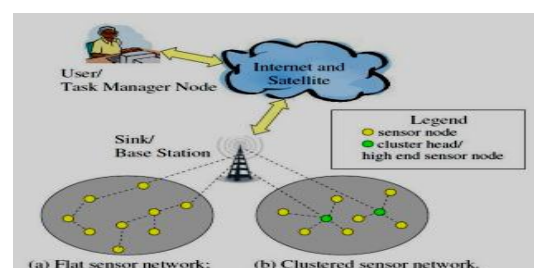 User/
Task Manager Node
Internet and
Satellite
Sink/
Base Station
Legend
sensor node
cluster head/
high end sensor node
(a) Flat sensor network;
(b) Clustered sensor network.